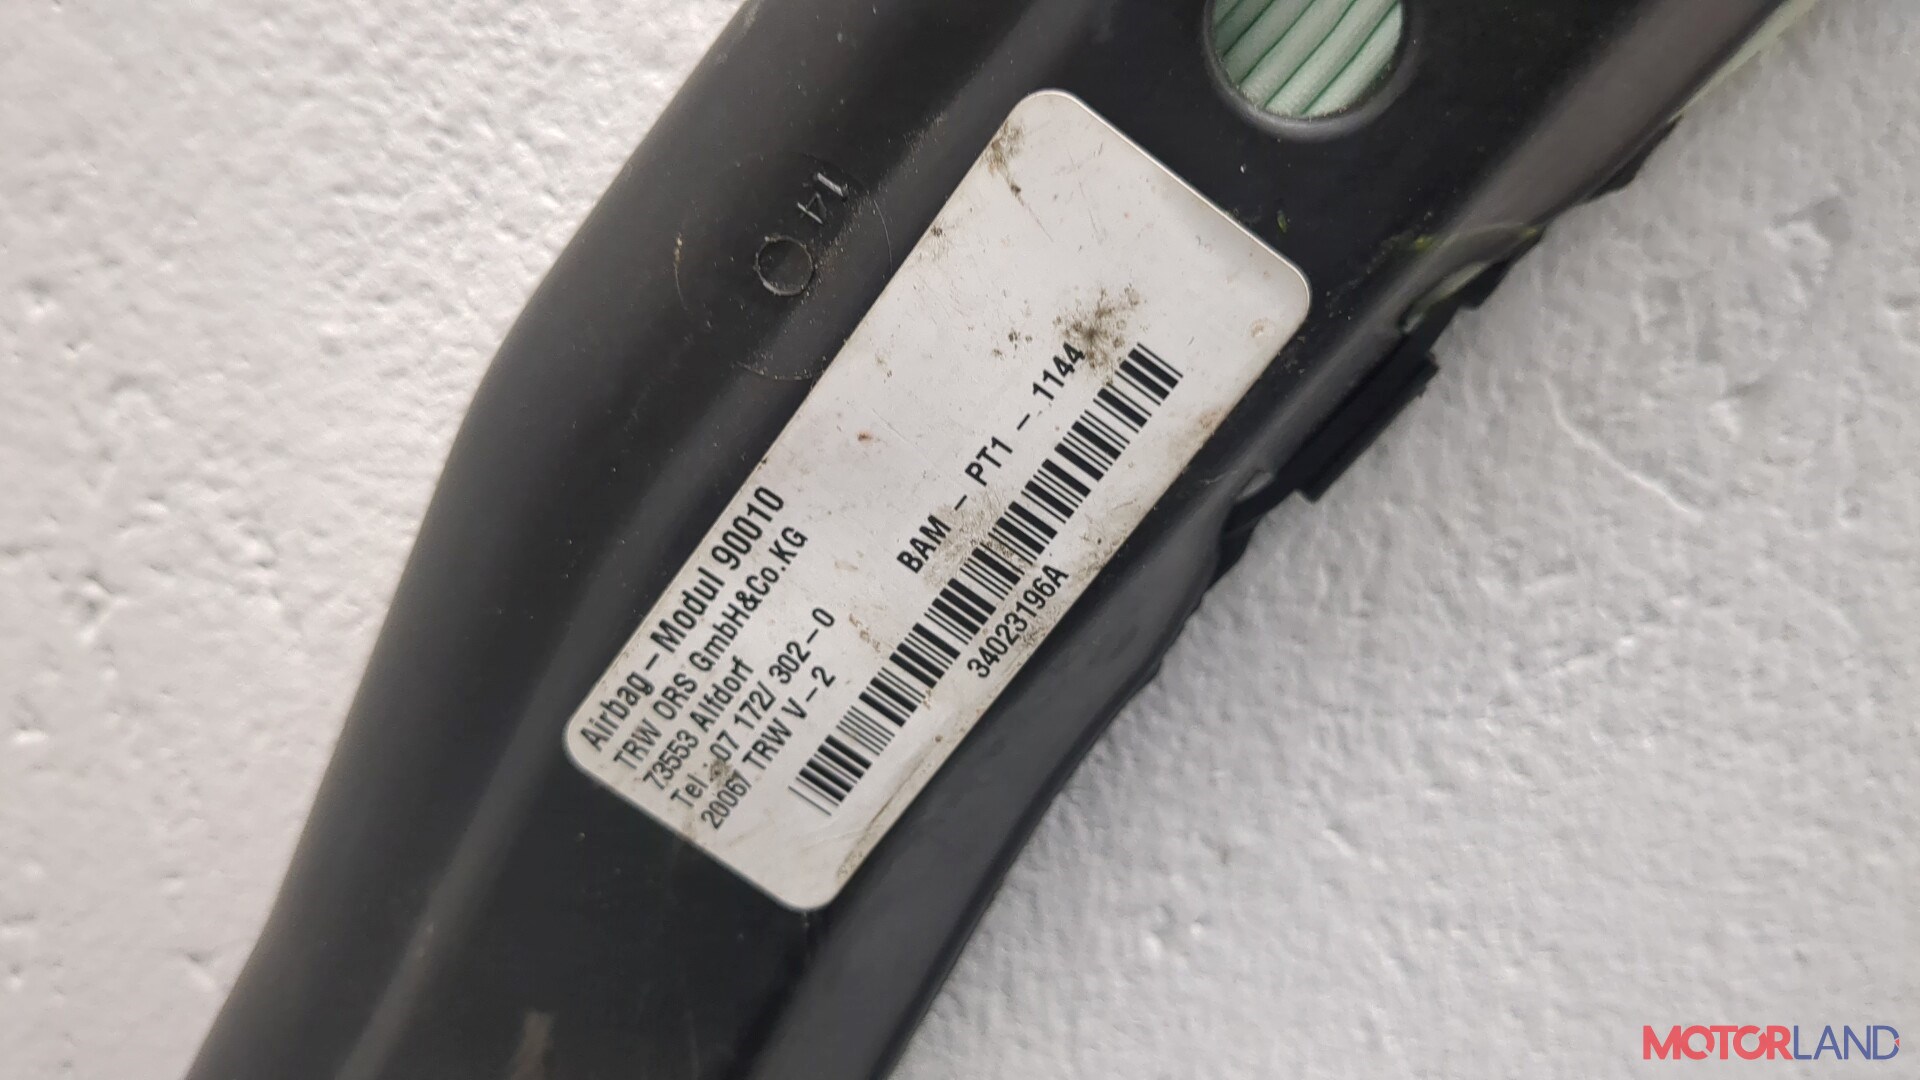 14
Airbag – Modul 90010
TRW ORS GmbH&Co.KG
73553 Alfdorf
Tel.: 07 172/ 302–0
20067 TRW V–2
BAM – PT1 – 1144
34023196A
MOTORLAND